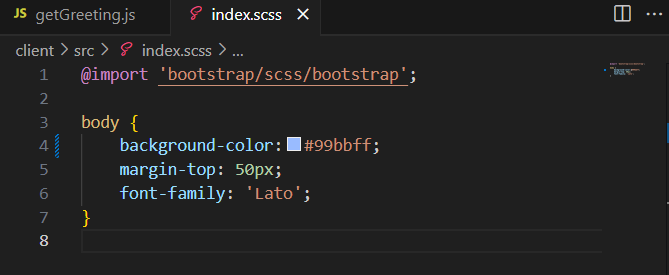 JS getGreeting.js index.scss
client > src > index.scss > ...
1 @import 'bootstrap/scss/bootstrap';
2
3 body {
4 background-color: #99bbff;
5 margin-top: 50px;
6 font-family: 'Lato';
7 }
8